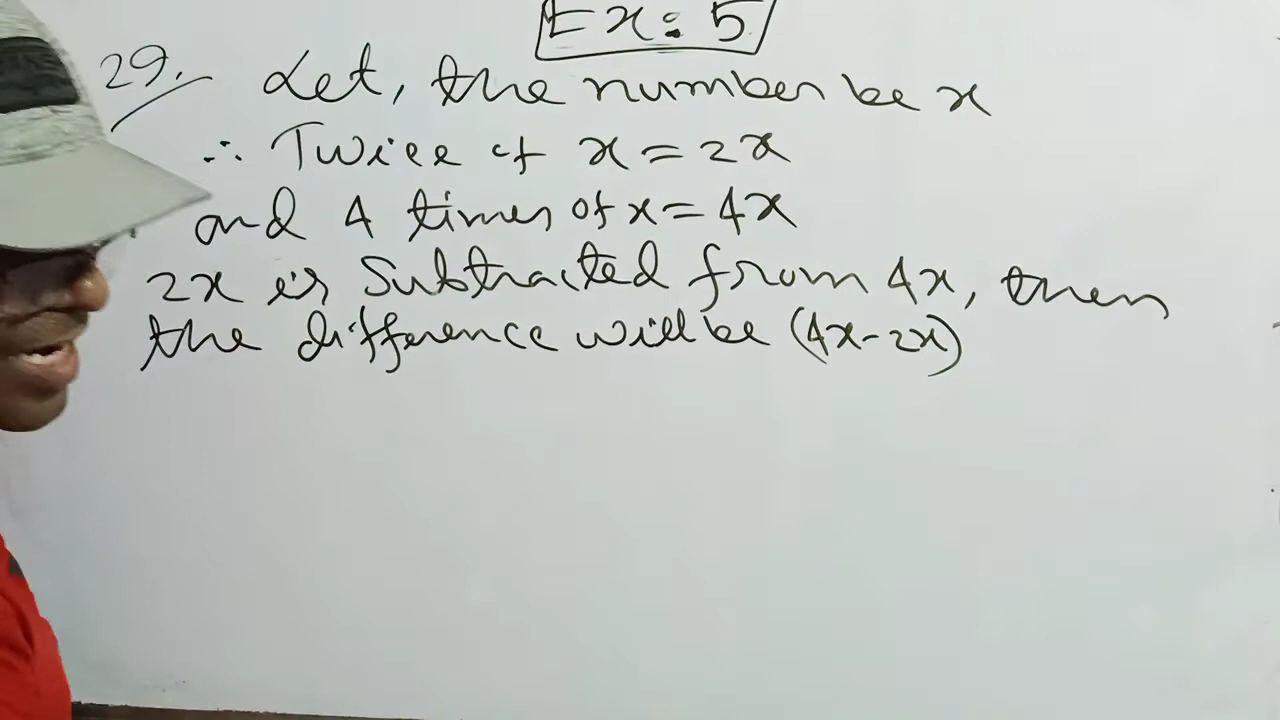 Ex: 5
29. Let, the number be x
∴ Twice of x = 2x
and 4 times of x = 4x
2x is subtracted from 4x, then
the difference will be (4x-2x)